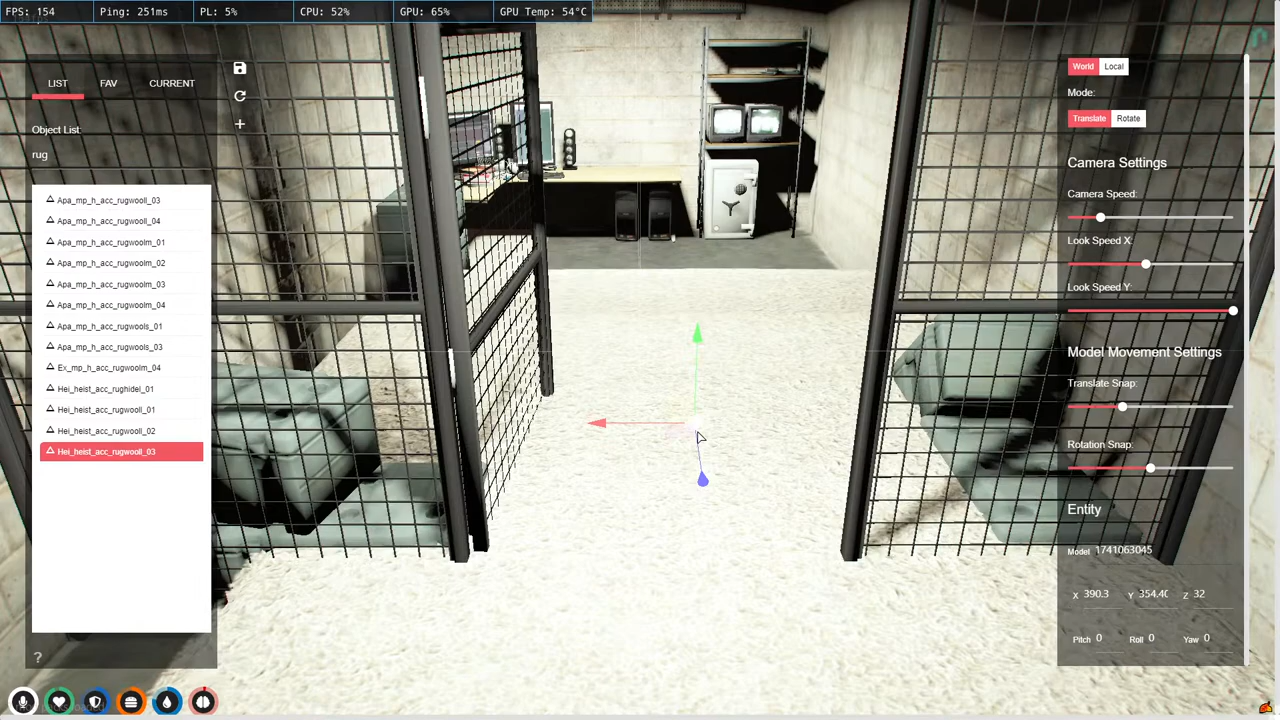 FPS: 154 Ping: 251ms PL: 5% CPU: 52% GPU: 65% GPU Temp: 54°C
LIST FAV CURRENT
Object List:
rug
Apa_mp_h_acc_rugwooll_03
Apa_mp_h_acc_rugwooll_04
Apa_mp_h_acc_rugwoolm_01
Apa_mp_h_acc_rugwoolm_02
Apa_mp_h_acc_rugwoolm_03
Apa_mp_h_acc_rugwoolm_04
Apa_mp_h_acc_rugwools_01
Apa_mp_h_acc_rugwools_03
Ex_mp_h_acc_rugwoolm_04
Hei_heist_acc_rughidel_01
Hei_heist_acc_rugwooll_01
Hei_heist_acc_rugwooll_02
Hei_heist_acc_rugwooll_03
?
World Local
Mode:
Translate Rotate
Camera Settings
Camera Speed:
Look Speed X:
Look Speed Y:
Model Movement Settings
Translate Snap:
Rotation Snap:
Entity
Model 1741063045
X 390.3 Y 354.40 Z 32
Pitch 0 Roll 0 Yaw 0